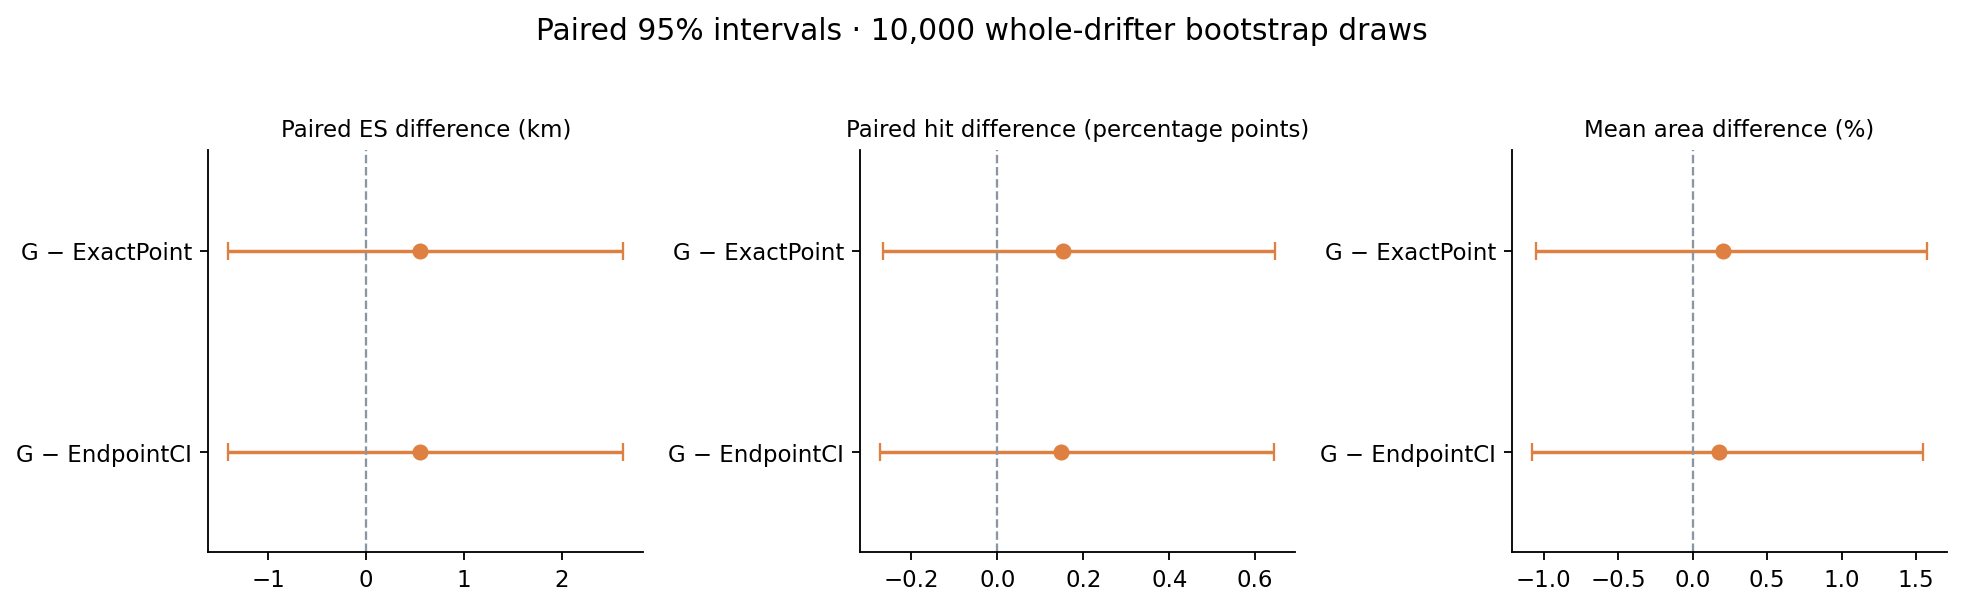 Paired 95% intervals · 10,000 whole-drifter bootstrap draws
Paired ES difference (km)
G − ExactPoint
G − EndpointCI
−1 0 1 2
Paired hit difference (percentage points)
G − ExactPoint
G − EndpointCI
−0.2 0.0 0.2 0.4 0.6
Mean area difference (%)
G − ExactPoint
G − EndpointCI
−1.0 −0.5 0.0 0.5 1.0 1.5